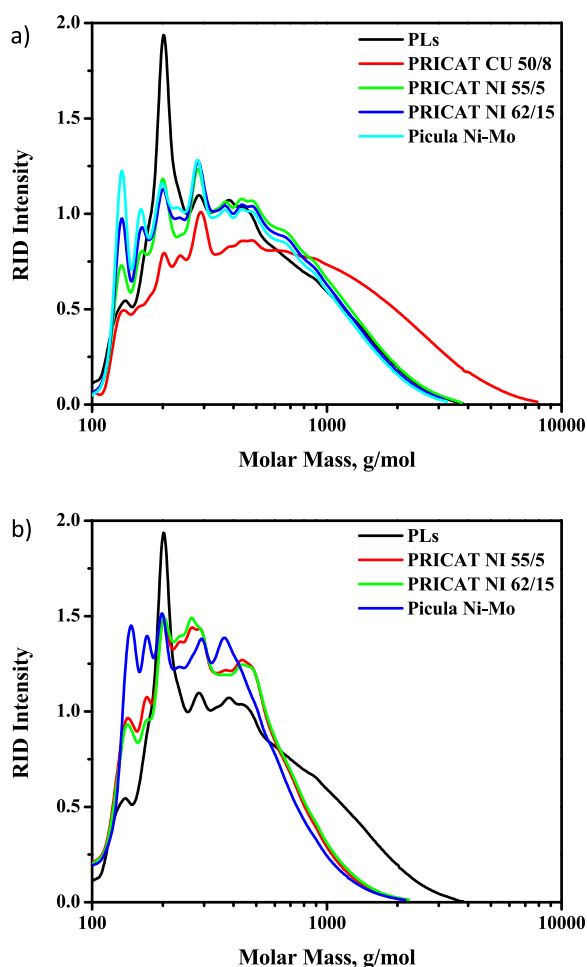 a)
2.0
1.5
1.0
0.5
0.0
RID Intensity
PLs
PRICAT CU 50/8
PRICAT NI 55/5
PRICAT NI 62/15
Picula Ni-Mo
100
1000
10000
Molar Mass, g/mol
b)
2.0
1.5
1.0
0.5
0.0
RID Intensity
PLs
PRICAT NI 55/5
PRICAT NI 62/15
Picula Ni-Mo
100
1000
10000
Molar Mass, g/mol